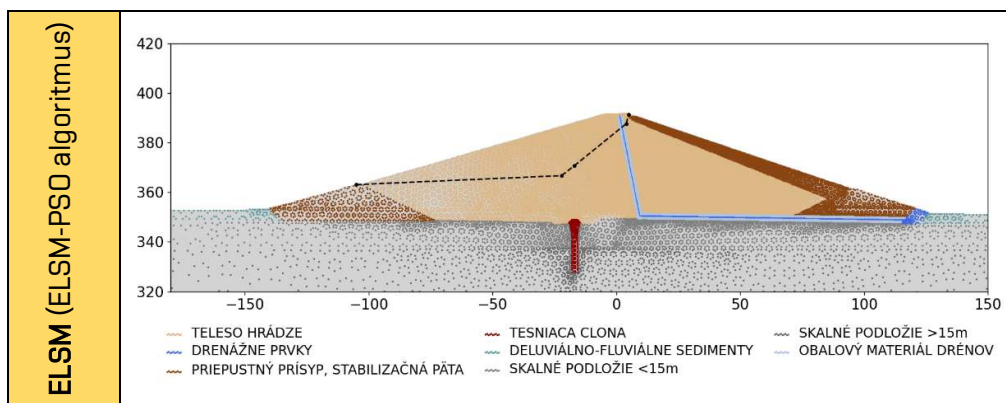 ELSM (ELSM-PSO algoritmus)
420
400
380
360
340
320
−150 −100 −50 0 50 100 150
TELESO HRÁDZE
DRENÁŽNE PRVKY
PRIEPUSTNÝ PRÍSYP, STABILIZAČNÁ PÄTA
TESNIACA CLONA
DELUVIÁLNO-FLUVIÁLNE SEDIMENTY
SKALNÉ PODLOŽIE <15m
SKALNÉ PODLOŽIE >15m
OBALOVÝ MATERIÁL DRÉNOV